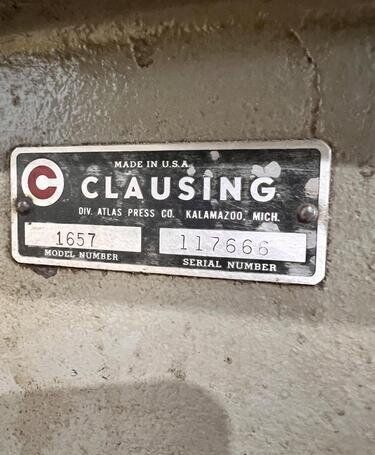 MADE IN U.S.A.
C CLAUSING
DIV. ATLAS PRESS CO. KALAMAZOO, MICH.
1657 117666
MODEL NUMBER SERIAL NUMBER